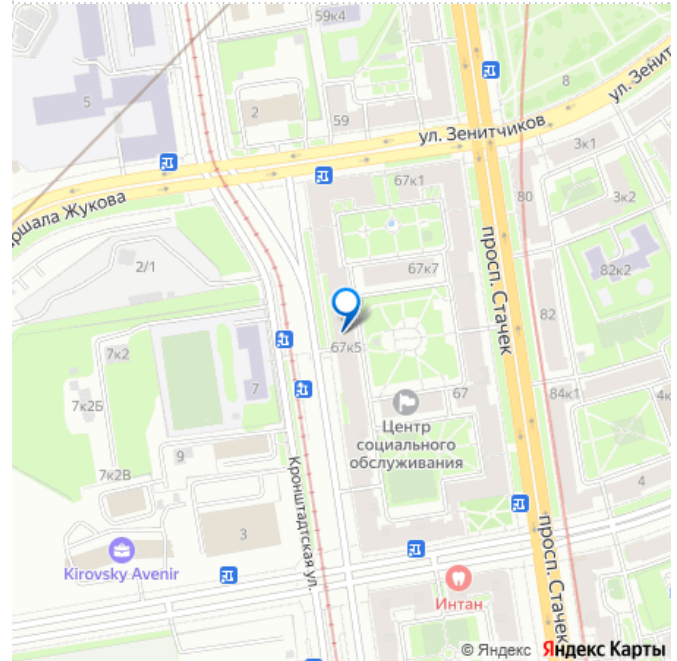 59к4
5
2
59
8
ул. Зенит
ул. Зенитчиков
3к1
67к1
80
3к2
ршала Жукова
2/1
67к7
просп. Стачек
82к2
82
67к5
7к2
7
67
84к1
4к
7к2Б
Центр
социального
обслуживания
9
7к2В
Кронштадтская ул.
4
3
просп. Стачек
Kirovsky Avenir
Интан
© Яндекс Яндекс Карты